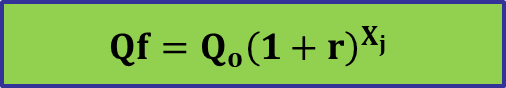 Qf = Qₒ(1 + r)^Xⱼ